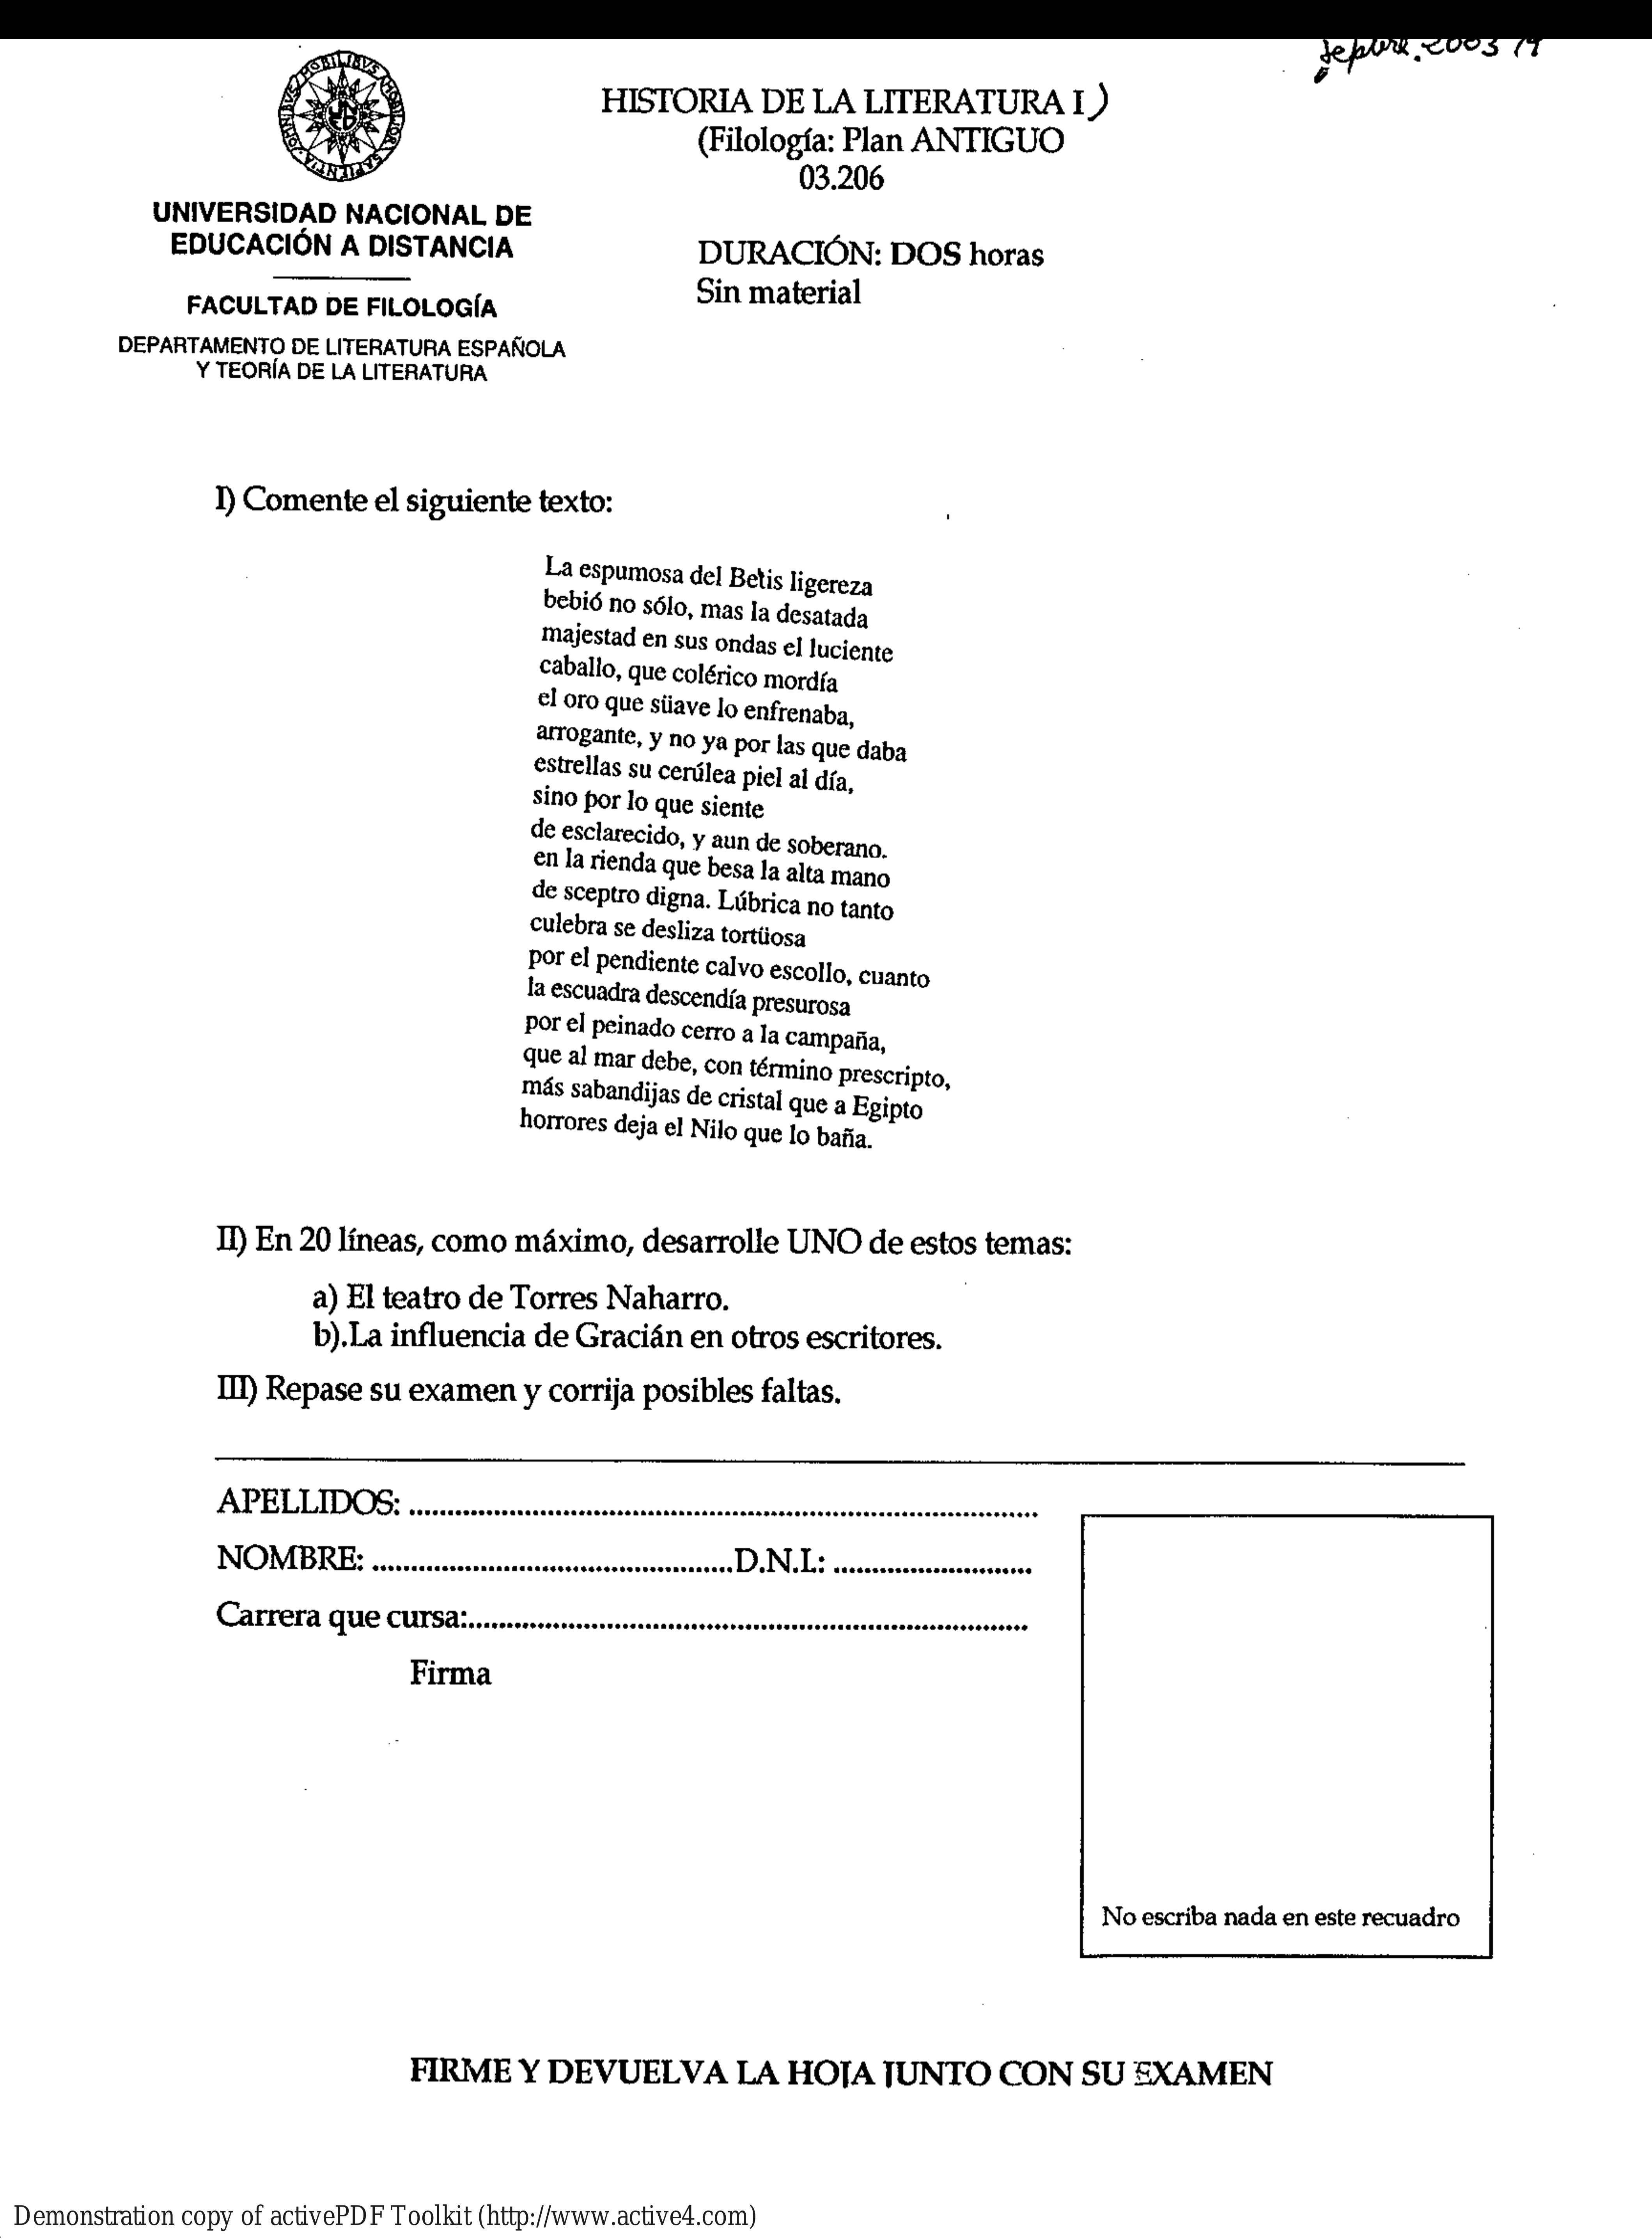 Septbre. 2003
HISTORIA DE LA LITERATURA I)
(Filología: Plan ANTIGUO
03.206
UNIVERSIDAD NACIONAL DE
EDUCACIÓN A DISTANCIA
FACULTAD DE FILOLOGÍA
DEPARTAMENTO DE LITERATURA ESPAÑOLA
Y TEORÍA DE LA LITERATURA
DURACIÓN: DOS horas
Sin material
I) Comente el siguiente texto:
La espumosa del Betis ligereza
bebió no sólo, mas la desatada
majestad en sus ondas el luciente
caballo, que colérico mordía
el oro que süave lo enfrenaba,
arrogante, y no ya por las que daba
estrellas su cerúlea piel al día,
sino por lo que siente
de esclarecido, y aun de soberano.
en la rienda que besa la alta mano
de sceptro digna. Lúbrica no tanto
culebra se desliza tortüosa
por el pendiente calvo escollo, cuanto
la escuadra descendía presurosa
por el peinado cerro a la campaña,
que al mar debe, con término prescripto,
más sabandijas de cristal que a Egipto
horrores deja el Nilo que lo baña.
II) En 20 líneas, como máximo, desarrolle UNO de estos temas:
a) El teatro de Torres Naharro.
b).La influencia de Gracián en otros escritores.
III) Repase su examen y corrija posibles faltas.
APELLIDOS: ................................................................................
NOMBRE: ...............................................D.N.I.: ..........................
Carrera que cursa:.........................................................................
Firma
No escriba nada en este recuadro
FIRME Y DEVUELVA LA HOJA JUNTO CON SU EXAMEN
Demonstration copy of activePDF Toolkit (http://www.active4.com)